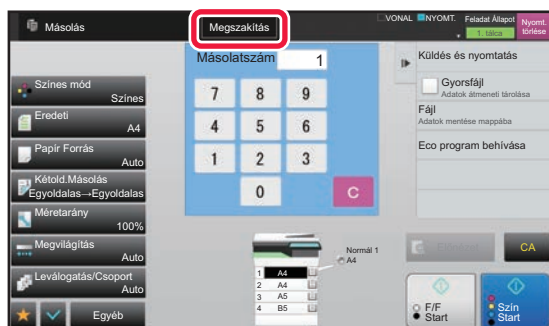 Másolás
Megszakítás
VONAL
NYOMT.
Feladat Állapot
1. tálca
Nyomt.
törlése
Színes mód
Színes
Eredeti
A4
Papír Forrás
Auto
Kétold.Másolás
Egyoldalas→Egyoldalas
Méretarány
100%
Megvilágítás
Auto
Leválogatás/Csoport
Auto
Egyéb
Másolatszám
1
7 8 9
4 5 6
1 2 3
0 C
Normál 1
A4
1 A4
2 A4
3 A5
4 B5
Küldés és nyomtatás
Gyorsfájl
Adatok átmeneti tárolása
Fájl
Adatok mentése mappába
Eco program behívása
CA
F/F
Start
Szín
Start